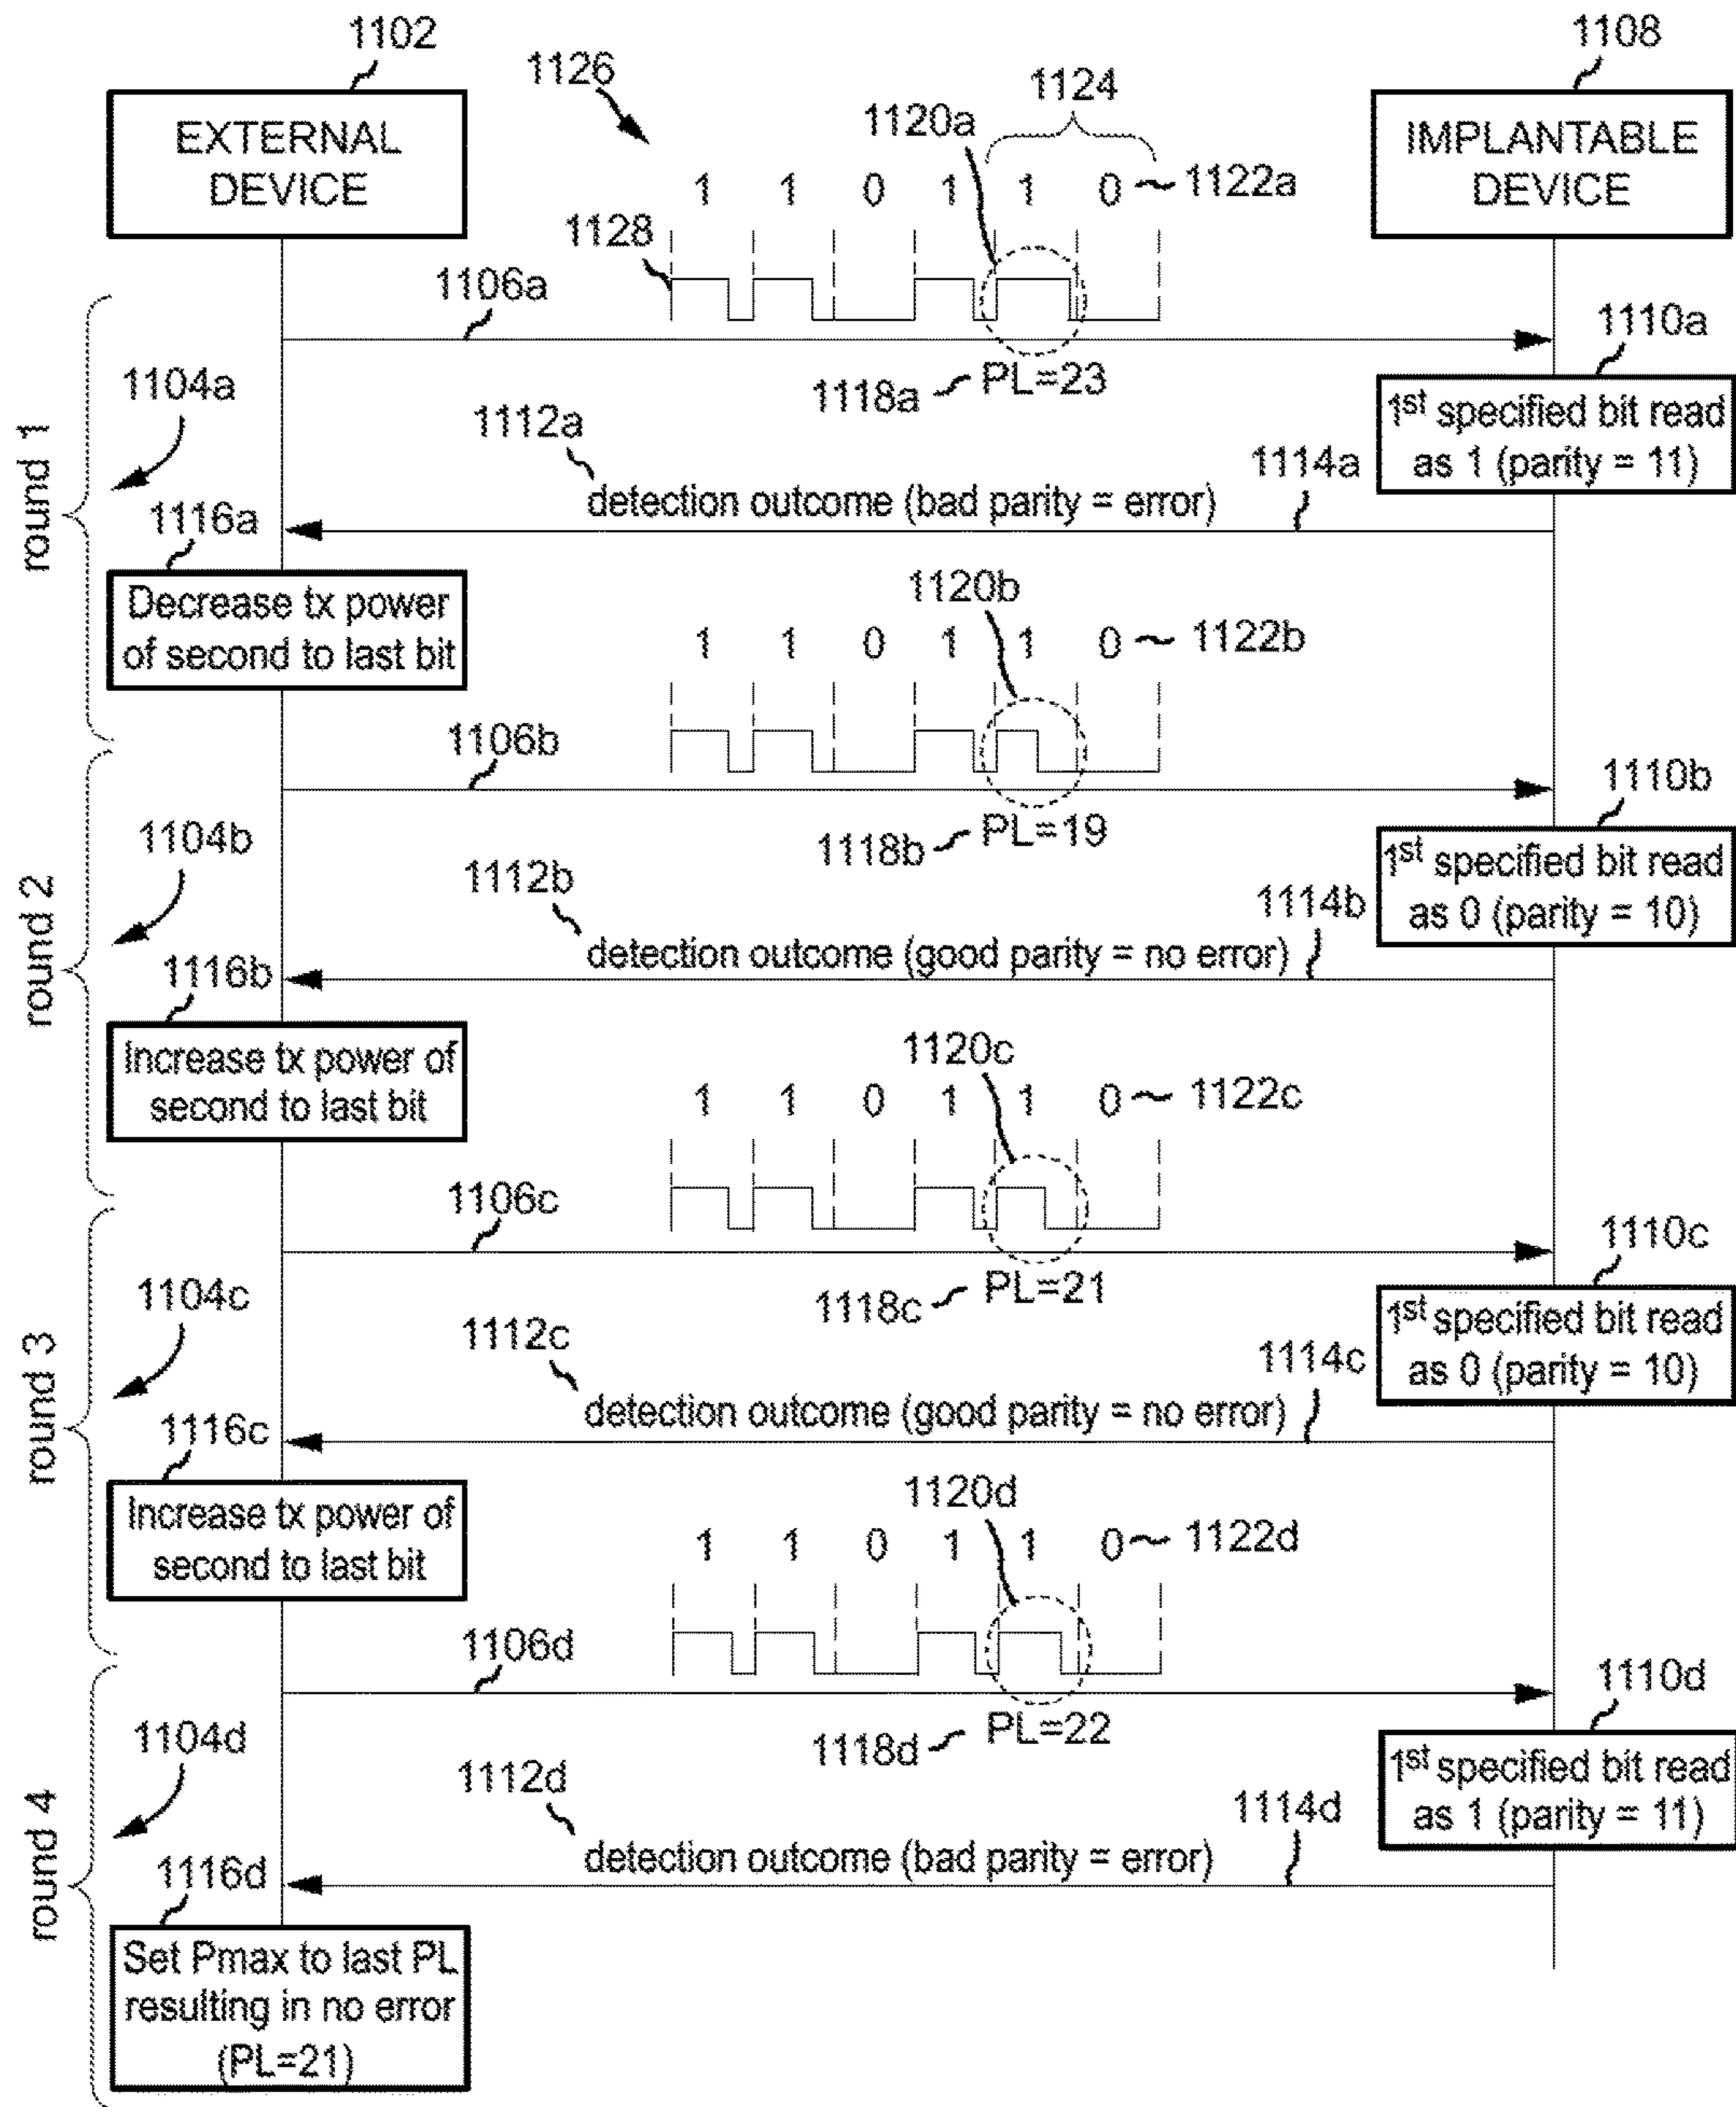 1102
1108
1126
1124
1120a
EXTERNAL
DEVICE
IMPLANTABLE
DEVICE
1 1 0 1 1 0 1122a
1128
1106a
1110a
1118a PL=23
1104a
1st specified bit read
as 1 (parity = 11)
1112a
1114a
round 1
detection outcome (bad parity = error)
1116a
1120b
Decrease tx power
of second to last bit
1 1 0 1 1 0 1122b
1106b
1110b
1118b PL=19
1104b
1st specified bit read
as 0 (parity = 10)
1112b
1114b
round 2
detection outcome (good parity = no error)
1116b
1120c
Increase tx power of
second to last bit
1 1 0 1 1 0 1122c
1106c
1110c
1118c PL=21
1104c
1st specified bit read
as 0 (parity = 10)
1112c
1114c
round 3
detection outcome (good parity = no error)
1116c
1120d
Increase tx power of
second to last bit
1 1 0 1 1 0 1122d
1106d
1110d
1118d PL=22
1104d
1st specified bit read
as 1 (parity = 11)
1112d
1114d
round 4
detection outcome (bad parity = error)
1116d
Set Pmax to last PL
resulting in no error
(PL=21)